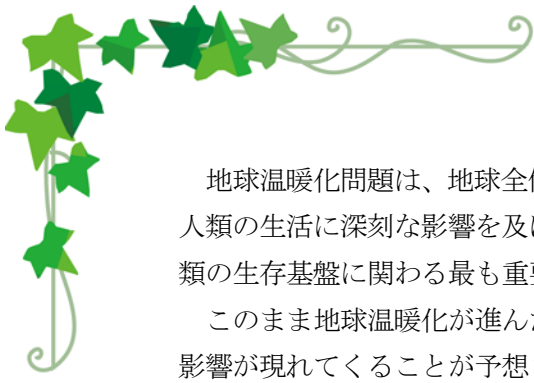 地球温暖化問題は、地球全
人類の生活に深刻な影響を及
類の生存基盤に関わる最も重
このまま地球温暖化が進ん
影響が現れてくることが予想